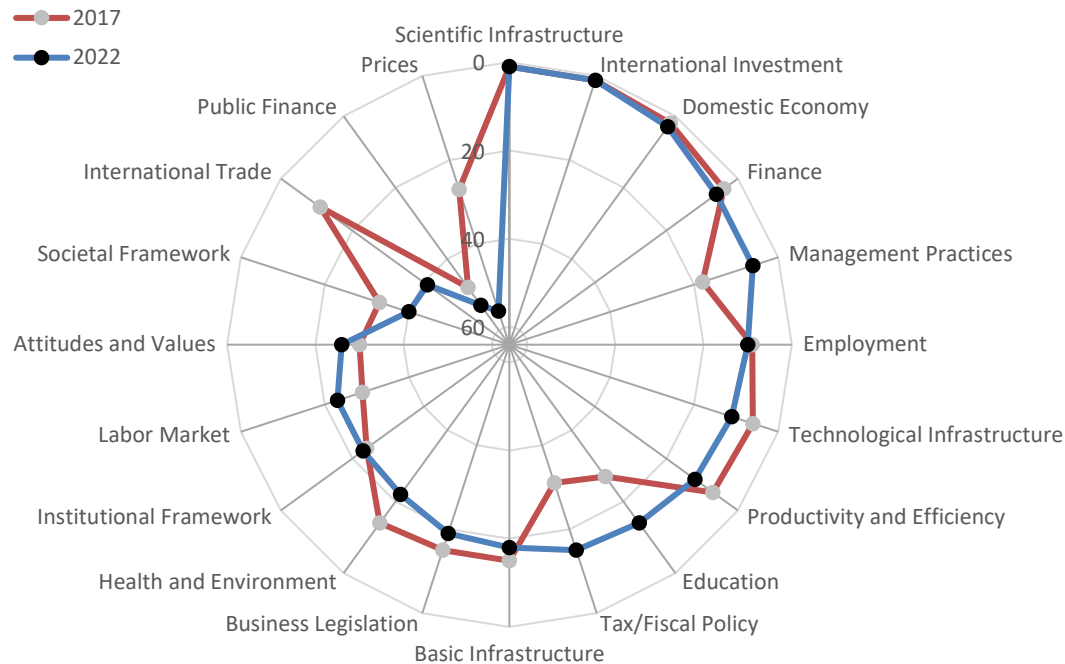 2017
2022
Scientific Infrastructure
International Investment
Domestic Economy
Finance
Management Practices
Employment
Technological Infrastructure
Productivity and Efficiency
Education
Tax/Fiscal Policy
Basic Infrastructure
Business Legislation
Health and Environment
Institutional Framework
Labor Market
Attitudes and Values
Societal Framework
International Trade
Public Finance
Prices
0
20
40
60